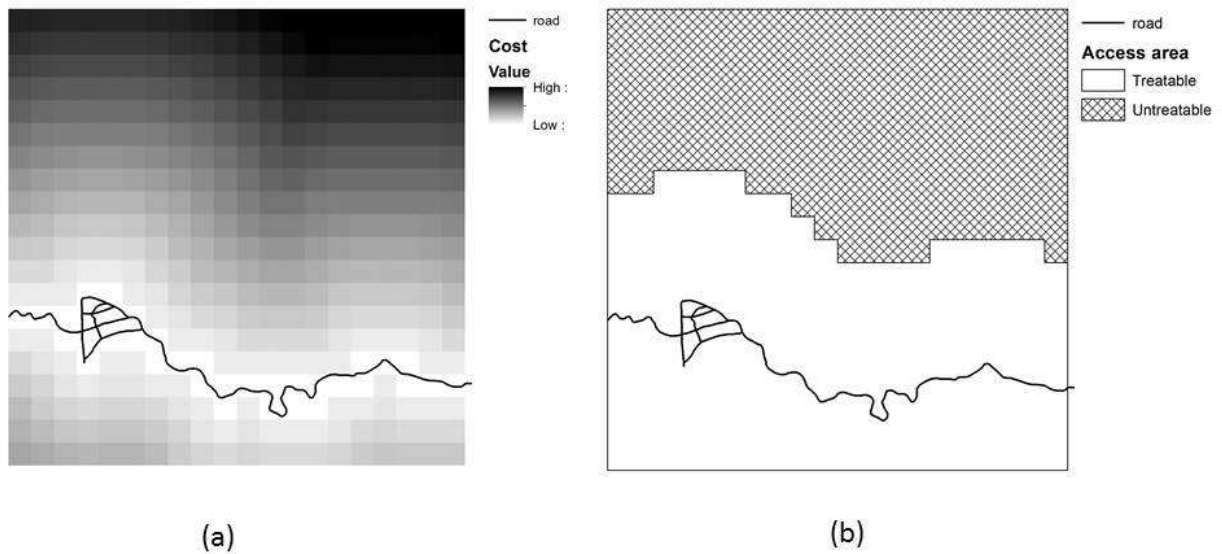 road
Cost
Value
High :
Low :
(a)
road
Access area
Treatable
Untreatable
(b)